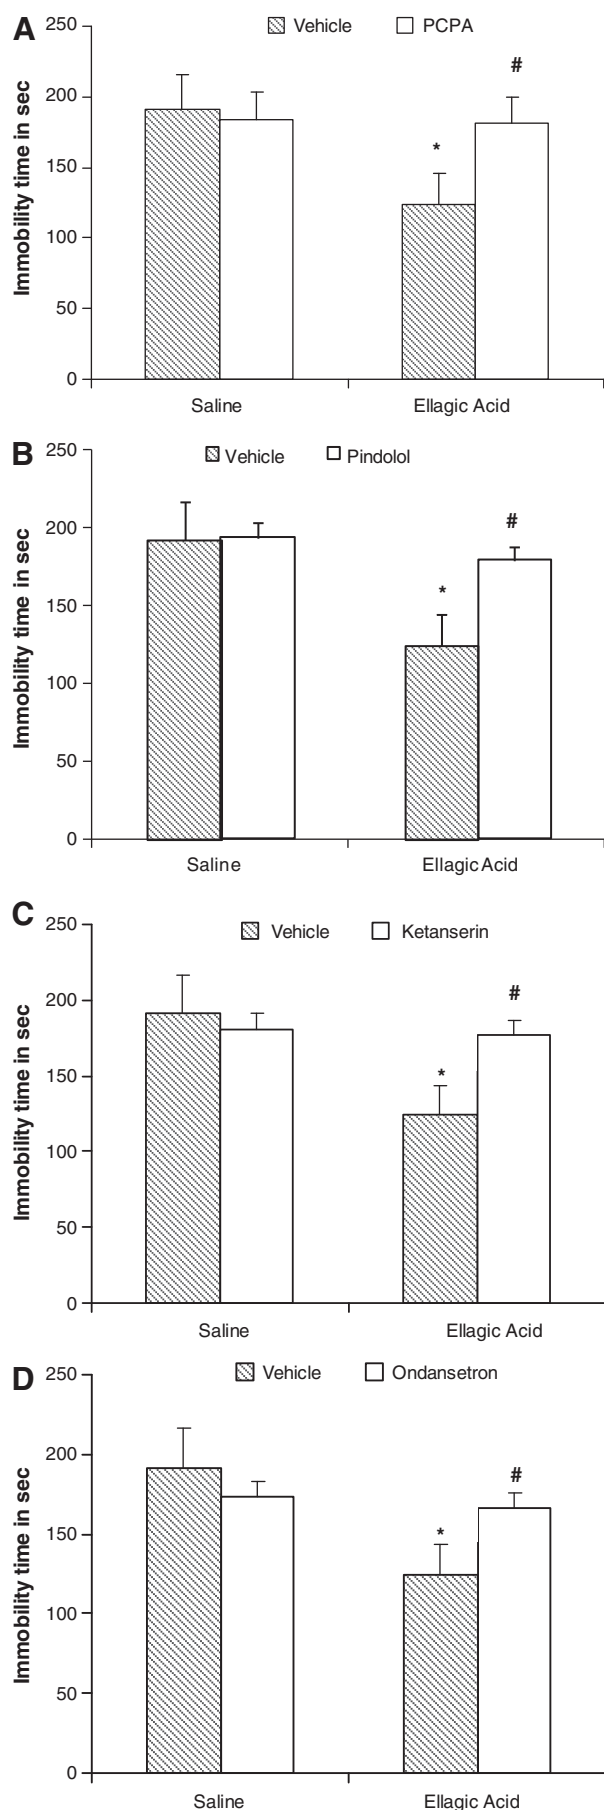 A
Vehicle PCPA
Immobility time in sec
250
200
150
100
50
0
*
#
Saline Ellagic Acid
B
Vehicle Pindolol
Immobility time in sec
250
200
150
100
50
0
*
#
Saline Ellagic Acid
C
Vehicle Ketanserin
Immobility time in sec
250
200
150
100
50
0
*
#
Saline Ellagic Acid
D
Vehicle Ondansetron
Immobility time in sec
250
200
150
100
50
0
*
#
Saline Ellagic Acid